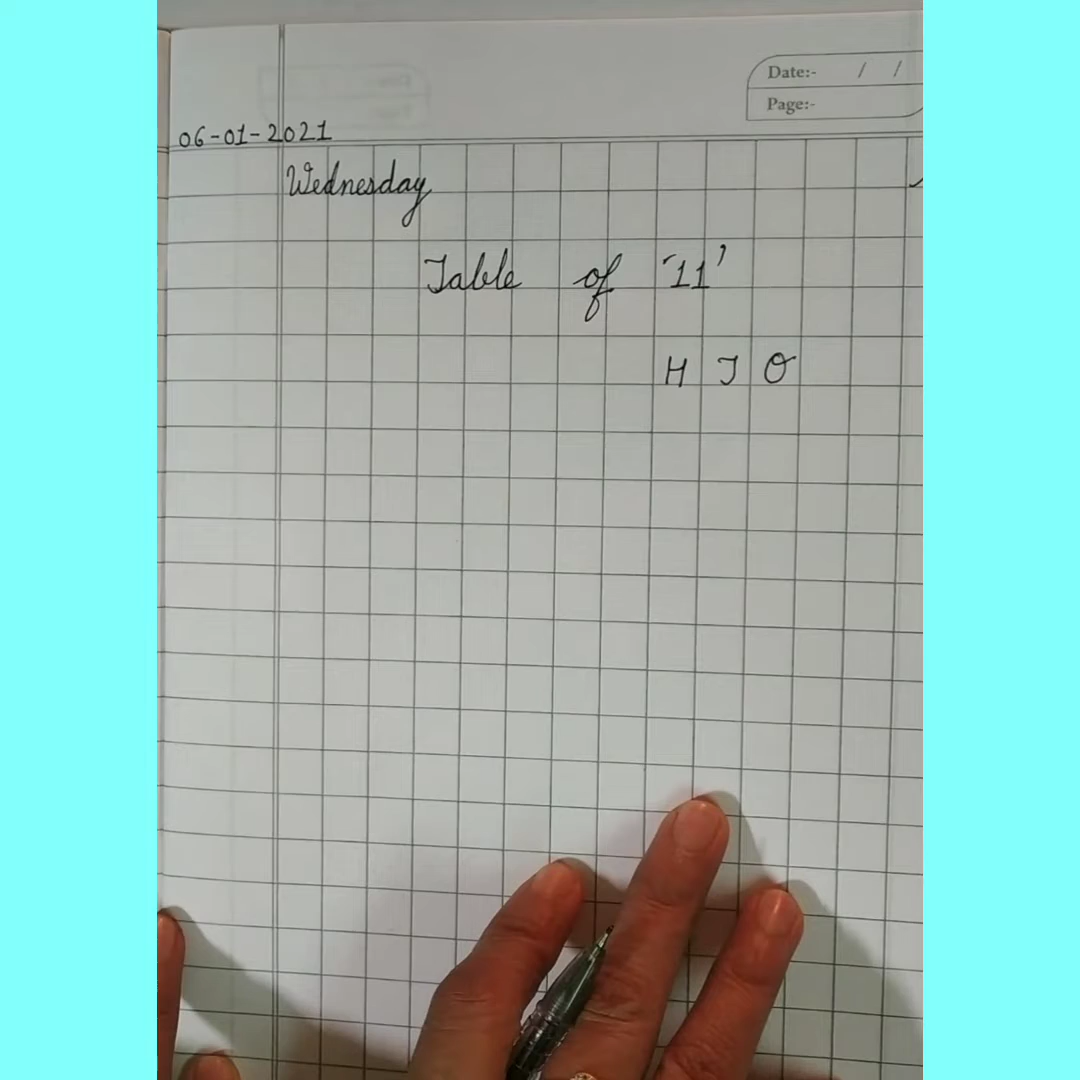 Date:- / /
Page:-
06-01-2021
Wednesday
Table of '11'
H T O